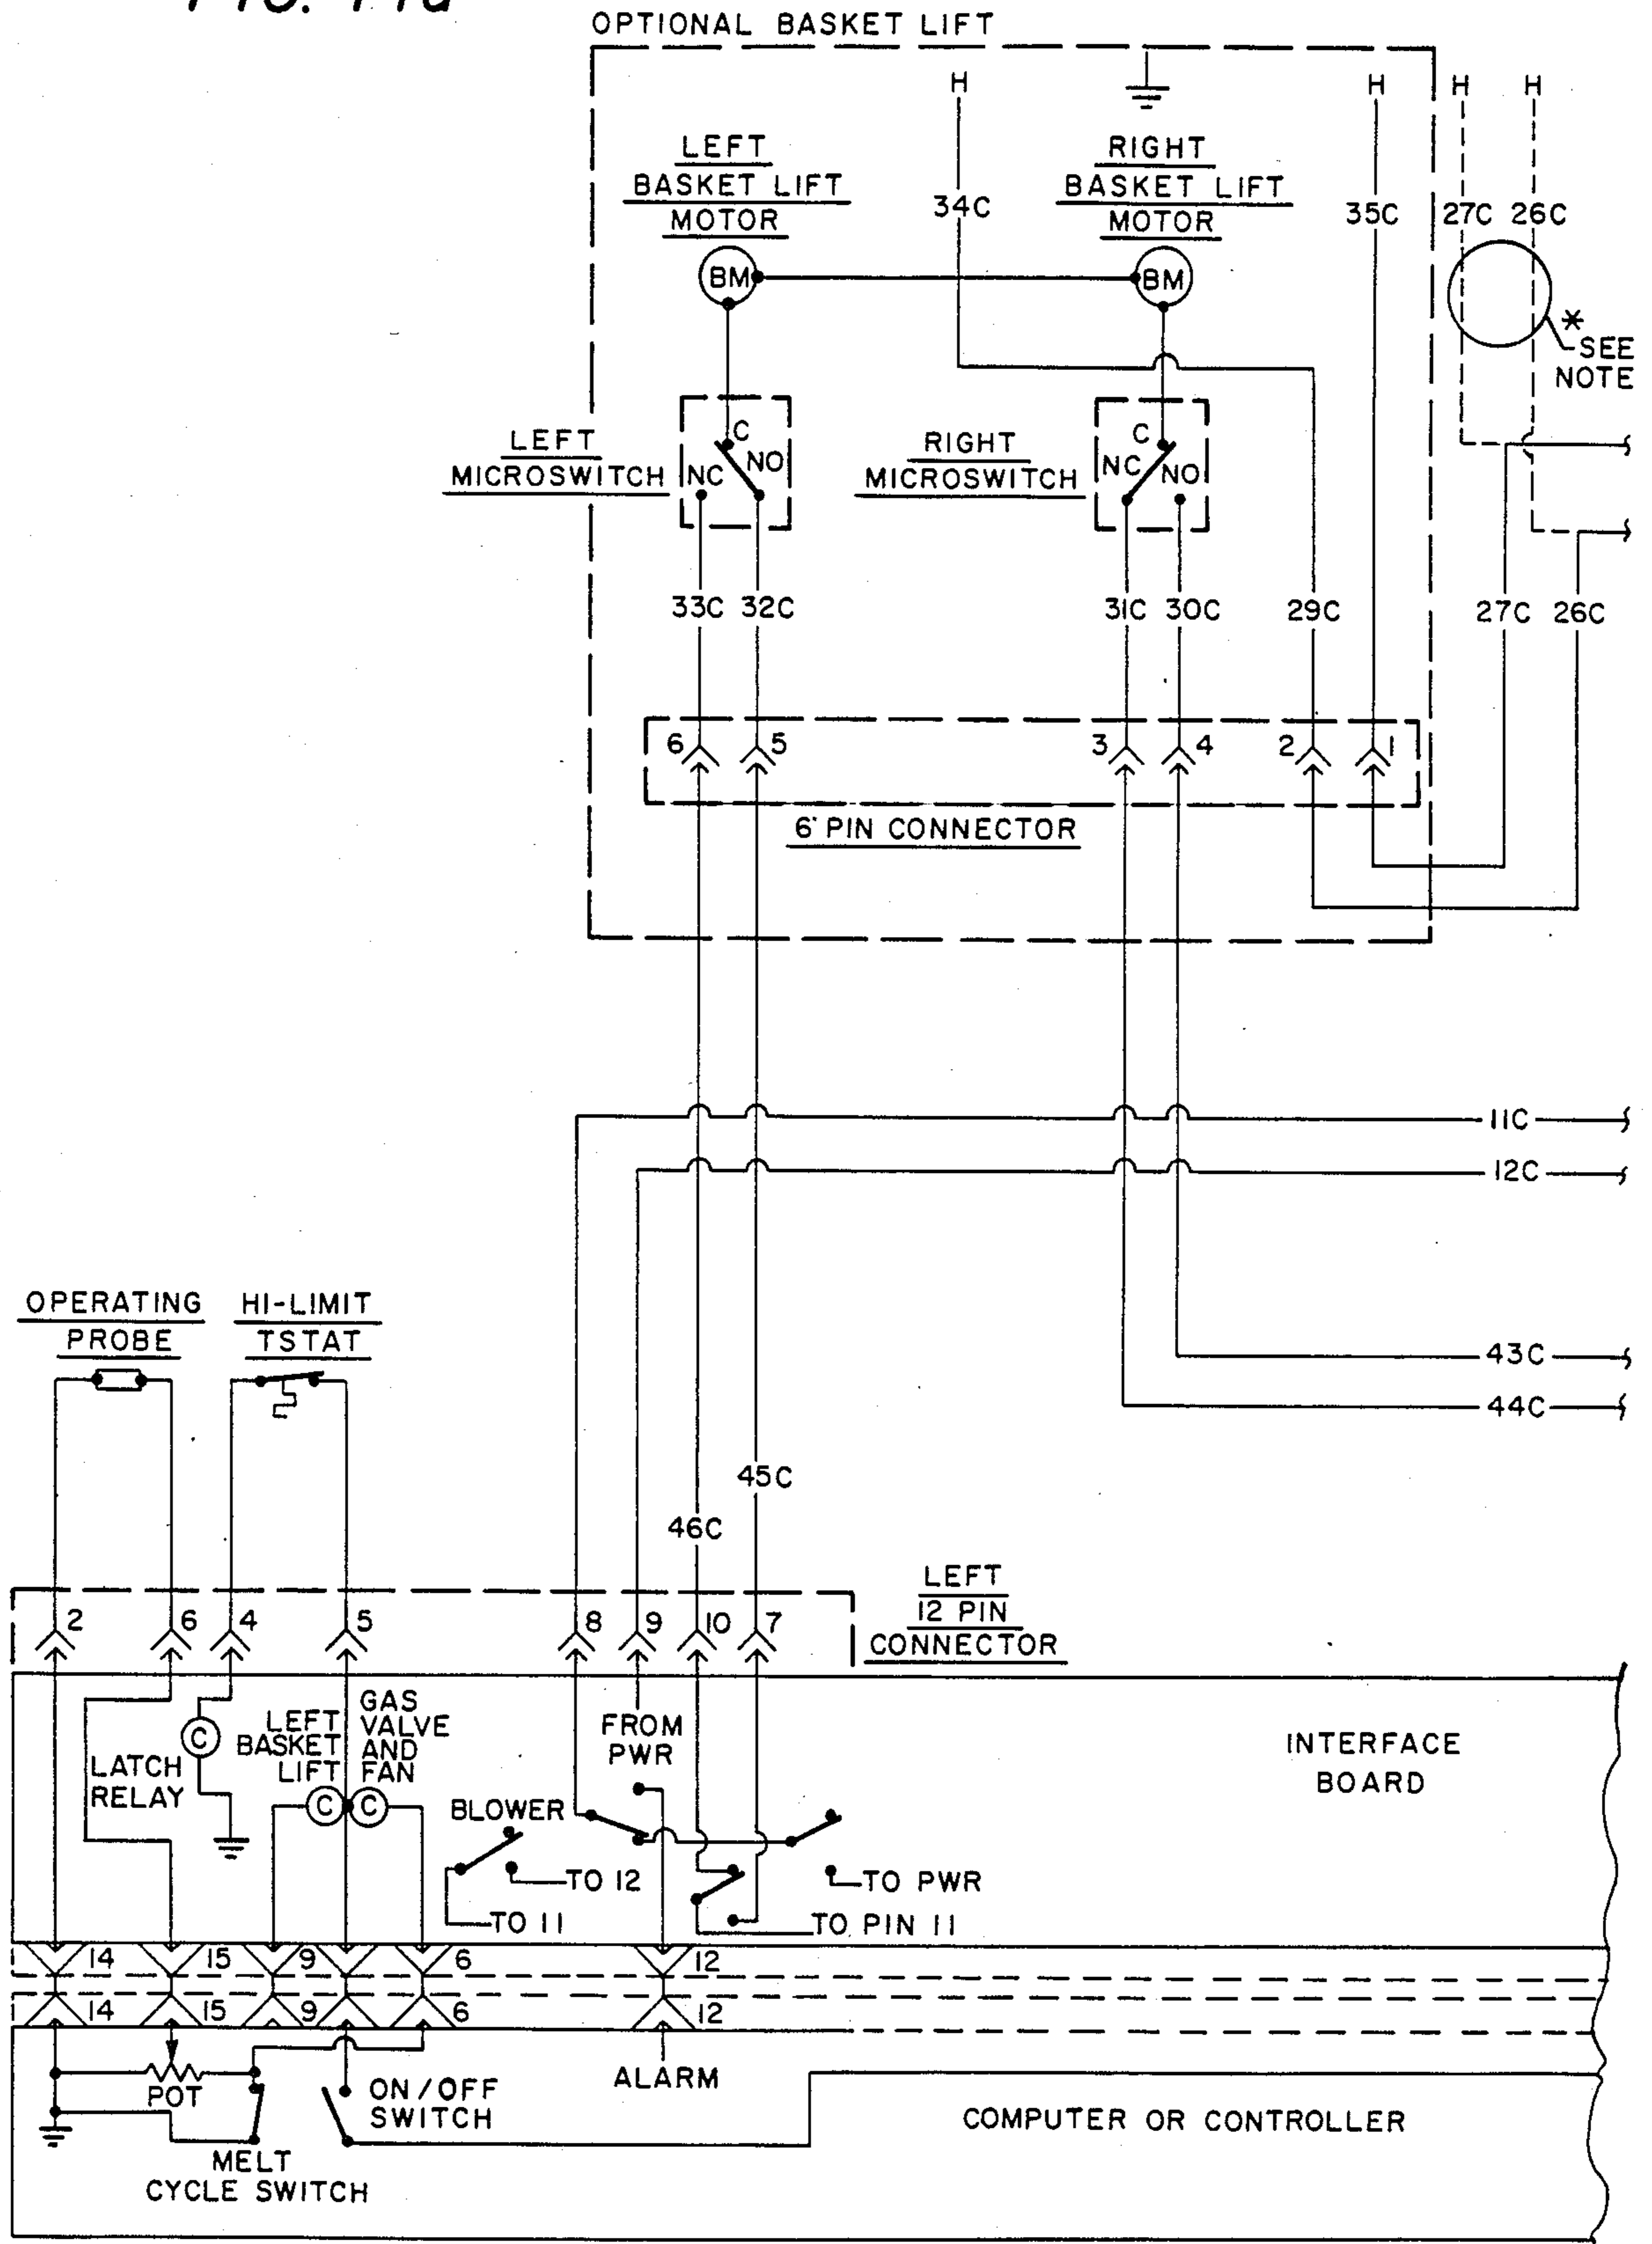 FIG. 11a
OPTIONAL BASKET LIFT
H
H
H
H
LEFT
BASKET LIFT
MOTOR
RIGHT
BASKET LIFT
MOTOR
34C
35C
27C
26C
BM
BM
*
SEE
NOTE
LEFT
MICROSWITCH
C
NC
NO
RIGHT
MICROSWITCH
C
NC
NO
33C
32C
31C
30C
29C
27C
26C
6
5
3
4
2
1
6 PIN CONNECTOR
11C
12C
OPERATING
PROBE
HI-LIMIT
TSTAT
43C
44C
45C
46C
LEFT
12 PIN
CONNECTOR
2
6
4
5
8
9
10
7
LATCH
RELAY
C
LEFT
BASKET
LIFT
GAS
VALVE
AND
FAN
C
C
FROM
PWR
INTERFACE
BOARD
BLOWER
TO 12
TO 11
TO PWR
TO PIN 11
14
15
9
6
12
14
15
9
6
12
POT
ON/OFF
SWITCH
ALARM
COMPUTER OR CONTROLLER
MELT
CYCLE SWITCH